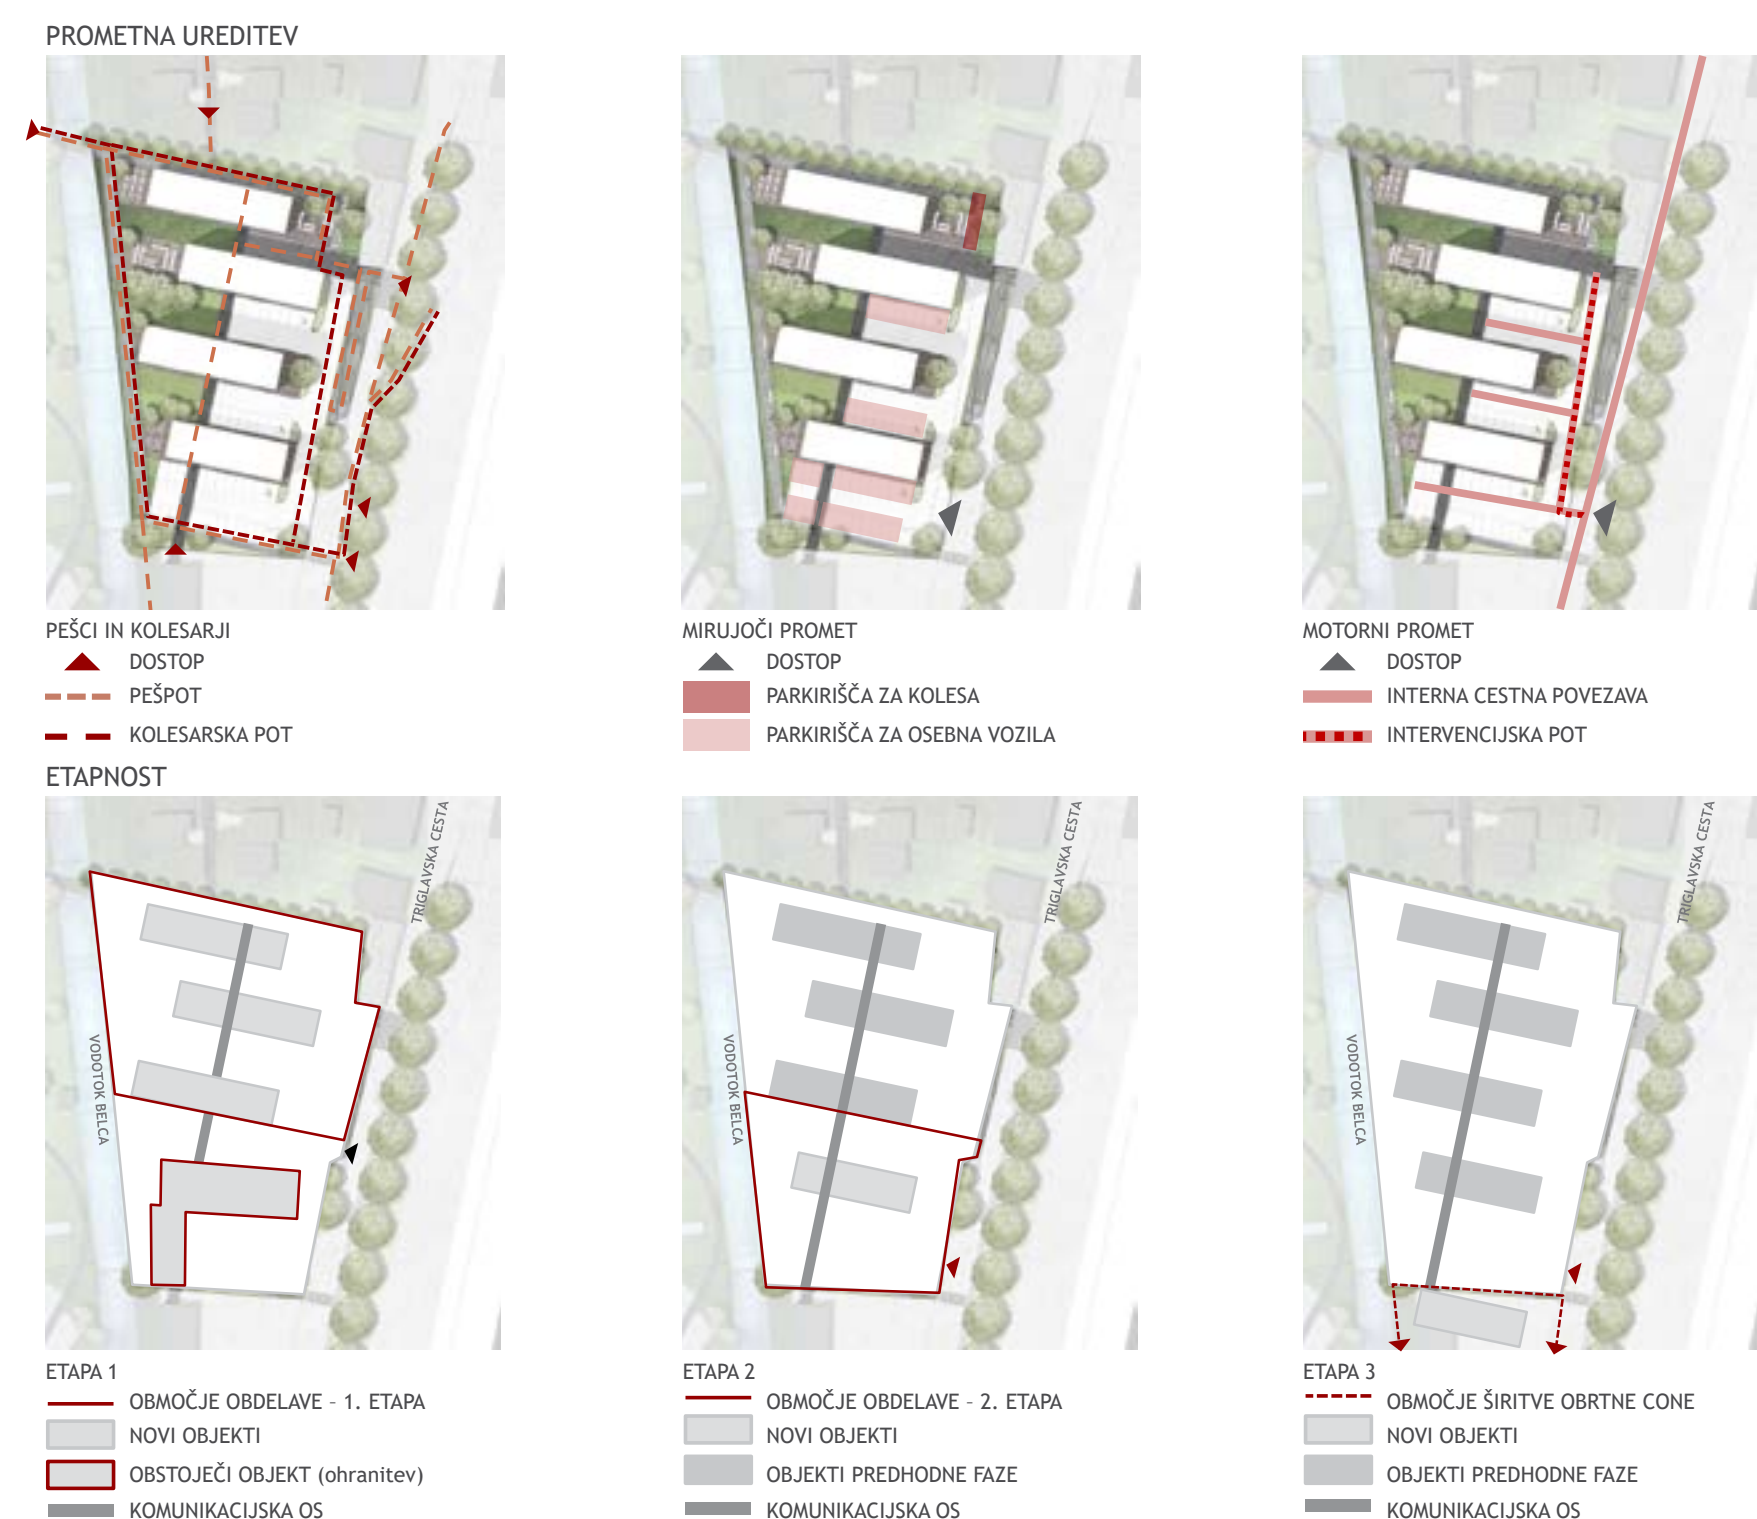 PROMETNA UREDITEV
PEŠCI IN KOLESARJI
DOSTOP
PEŠPOT
KOLESARSKA POT
MIRUJOČI PROMET
DOSTOP
PARKIRIŠČA ZA KOLESA
PARKIRIŠČA ZA OSEBNA VOZILA
MOTORNI PROMET
DOSTOP
INTERNA CESTNA POVEZAVA
INTERVENCIJSKA POT
ETAPNOST
TRIGLAVSKA CESTA
VODOTOK BELCA
ETAPA 1
OBMOČJE OBDELAVE – 1. ETAPA
NOVI OBJEKTI
OBSTOJEČI OBJEKT (ohranitev)
KOMUNIKACIJSKA OS
TRIGLAVSKA CESTA
VODOTOK BELCA
ETAPA 2
OBMOČJE OBDELAVE – 2. ETAPA
NOVI OBJEKTI
OBJEKTI PREDHODNE FAZE
KOMUNIKACIJSKA OS
TRIGLAVSKA CESTA
VODOTOK BELCA
ETAPA 3
OBMOČJE ŠIRITVE OBRTNE CONE
NOVI OBJEKTI
OBJEKTI PREDHODNE FAZE
KOMUNIKACIJSKA OS